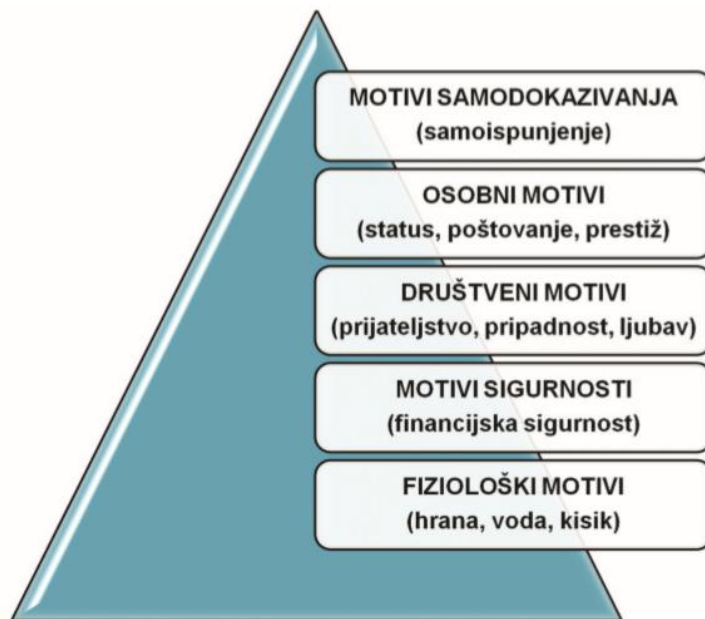 MOTIVI SAMODOKAZIVANJA
(samoispunjenje)
OSOBNI MOTIVI
(status, poštovanje, prestiž)
DRUŠTVENI MOTIVI
(prijateljstvo, pripadnost, ljubav)
MOTIVI SIGURNOSTI
(financijska sigurnost)
FIZIOLOŠKI MOTIVI
(hrana, voda, kisik)